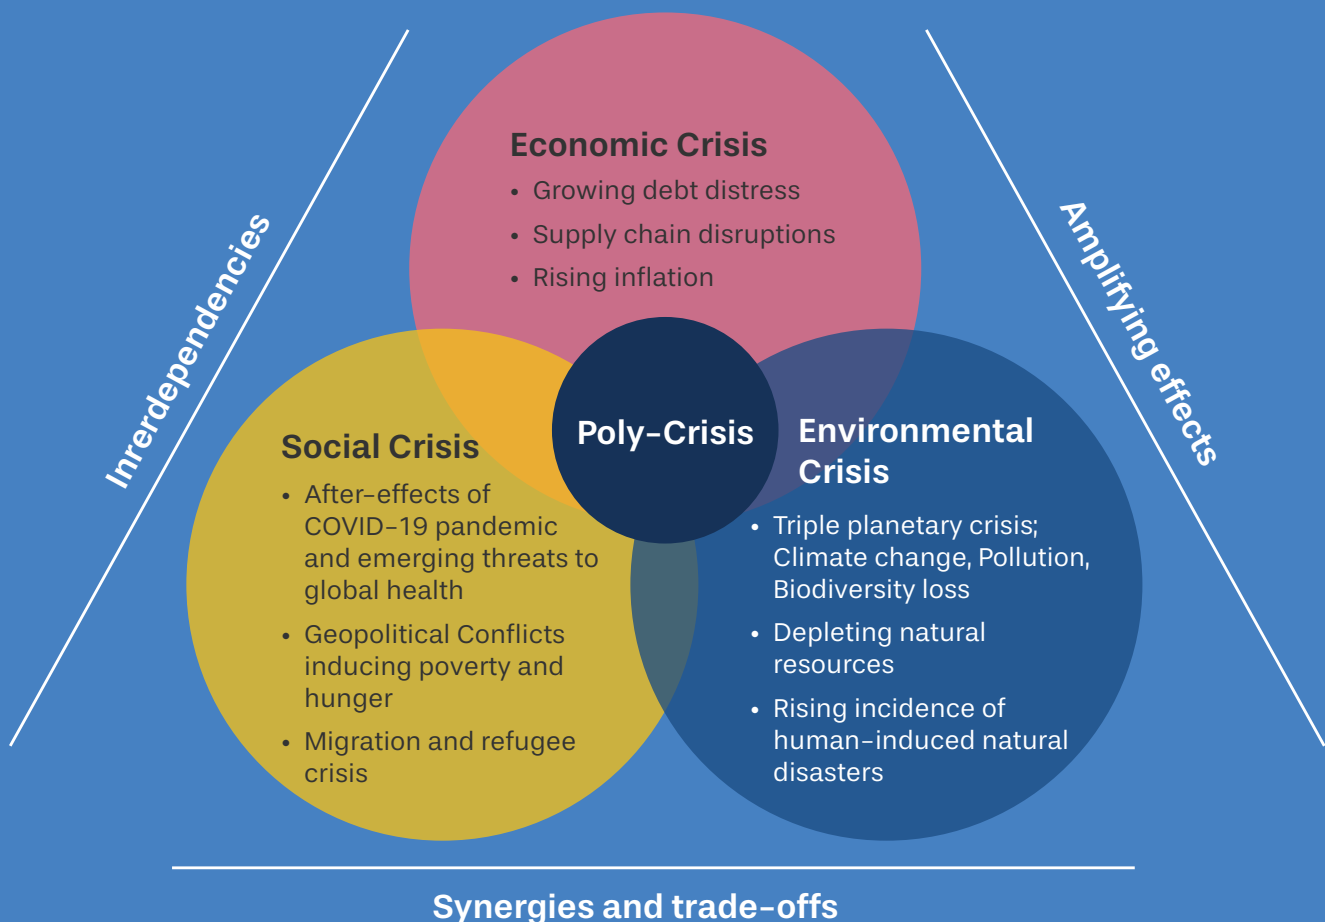 Economic Crisis
• Growing debt distress
• Supply chain disruptions
• Rising inflation
Inrerdependencies
Amplifying effects
Poly-Crisis
Social Crisis
• After-effects of
COVID-19 pandemic
and emerging threats to
global health
• Geopolitical Conflicts
inducing poverty and
hunger
• Migration and refugee
crisis
Environmental
Crisis
• Triple planetary crisis;
Climate change, Pollution,
Biodiversity loss
• Depleting natural
resources
• Rising incidence of
human-induced natural
disasters
Synergies and trade-offs